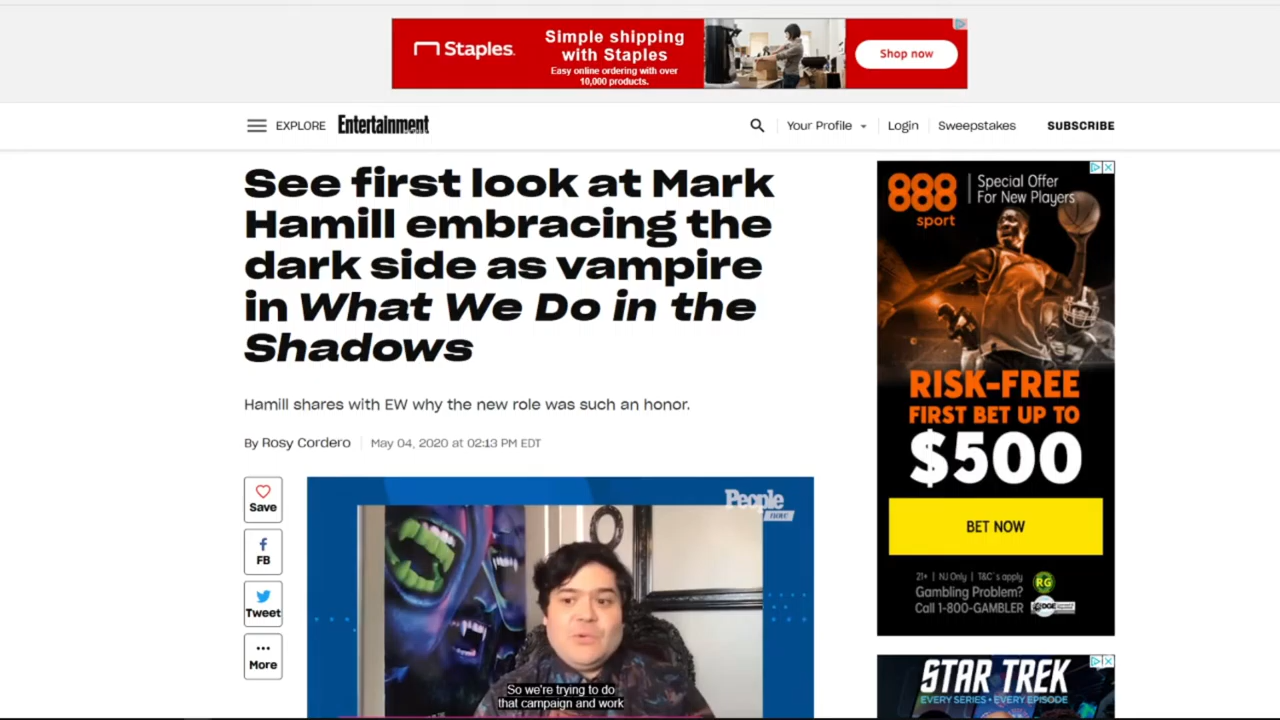 Staples.
Simple shipping
with Staples
Easy online ordering with over
10,000 products.
Shop now
EXPLORE
Entertainment
Your Profile
Login
Sweepstakes
SUBSCRIBE
See first look at Mark
Hamill embracing the
dark side as vampire
in What We Do in the
Shadows
Hamill shares with EW why the new role was such an honor.
By Rosy Cordero
May 04, 2020 at 02:13 PM EDT
Save
FB
Tweet
More
People
now
So we're trying to do
that campaign and work
888
sport
Special Offer
For New Players
RISK-FREE
FIRST BET UP TO
$500
BET NOW
21+ | NJ Only | T&C's apply
Gambling Problem?
Call 1-800-GAMBLER
RG
STAR TREK
EVERY SERIES • EVERY EPISODE